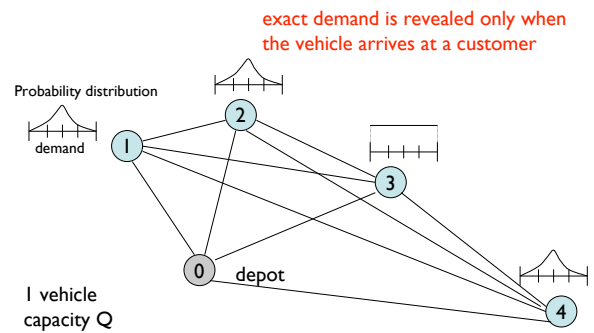 exact demand is revealed only when
the vehicle arrives at a customer
Probability distribution
demand
1
2
3
0
depot
4
1 vehicle
capacity Q